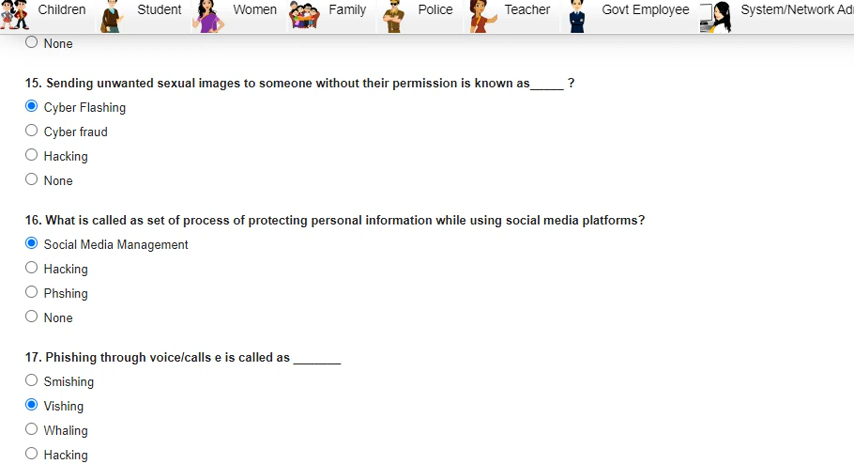 Children Student Women Family Police Teacher Govt Employee System/Network Ad
None
15. Sending unwanted sexual images to someone without their permission is known as_____ ?
Cyber Flashing
Cyber fraud
Hacking
None
16. What is called as set of process of protecting personal information while using social media platforms?
Social Media Management
Hacking
Phshing
None
17. Phishing through voice/calls e is called as _______
Smishing
Vishing
Whaling
Hacking